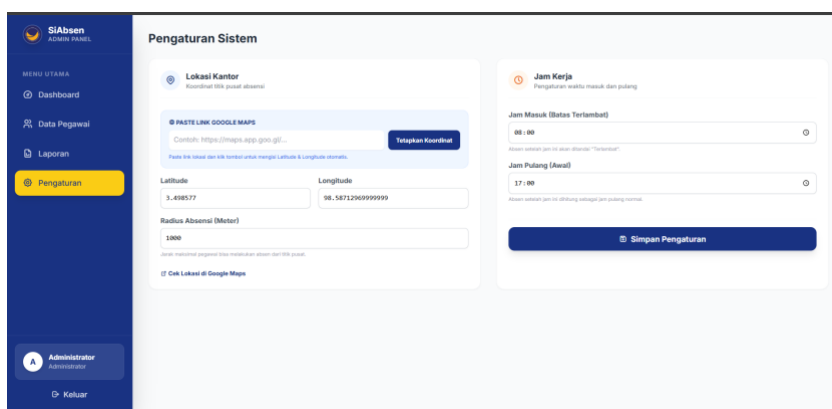 SiAbsen
ADMIN PANEL
MENU UTAMA
Dashboard
Data Pegawai
Laporan
Pengaturan
A
Administrator
Administrator
Keluar
Pengaturan Sistem
Lokasi Kantor
Koordinat titik pusat absensi
PASTE LINK GOOGLE MAPS
Contoh: https://maps.app.goo.gl/...
Tetapkan Koordinat
Paste link lokasi dan klik tombol untuk mengisi Latitude & Longitude otomatis.
Latitude
Longitude
3.498577
98.58712969999999
Radius Absensi (Meter)
1000
Jarak maksimal pegawai bisa melakukan absen dari titik pusat.
Cek Lokasi di Google Maps
Jam Kerja
Pengaturan waktu masuk dan pulang
Jam Masuk (Batas Terlambat)
08:00
Absen setelah jam ini akan ditandai "Terlambat".
Jam Pulang (Awal)
17:00
Absen setelah jam ini dihitung sebagai jam pulang normal.
Simpan Pengaturan